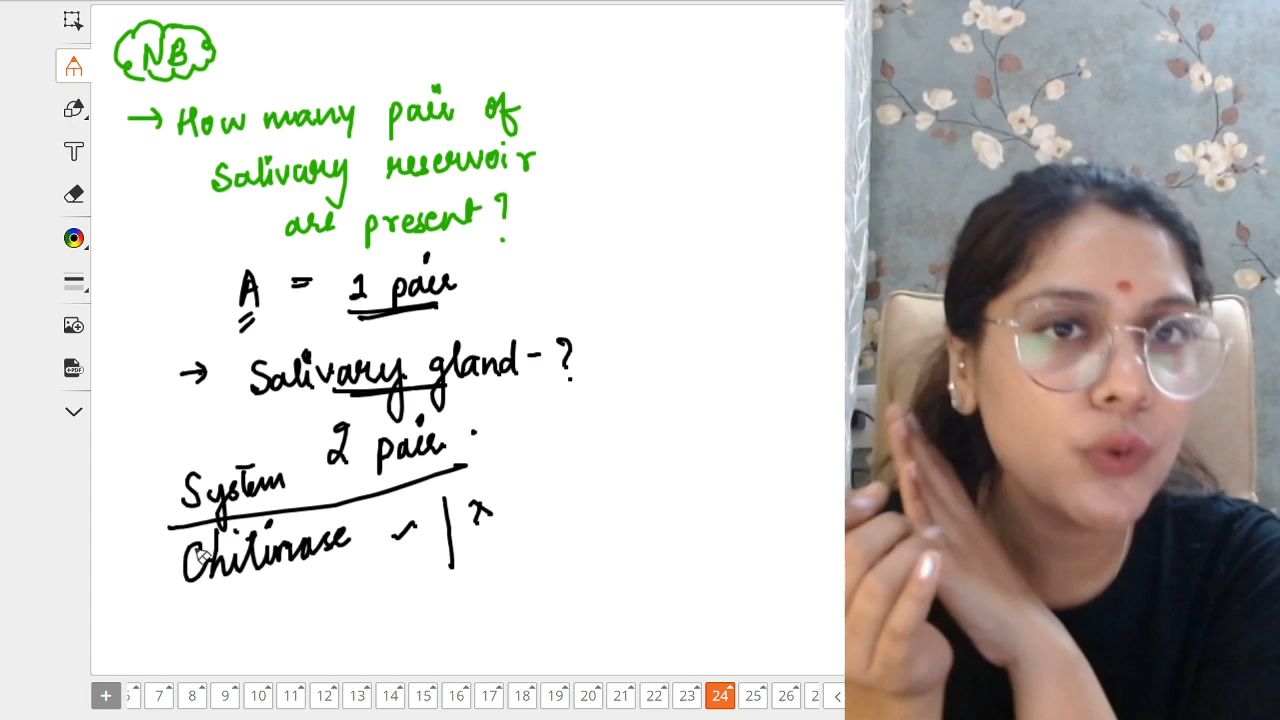 NB
→ How many pair of
Salivary reservoir
are present?
A = 1 pair
→ Salivary gland - ?
2 pair.
System
Chitinase ✓ | x
+ 7 8 9 10 11 12 13 14 15 16 17 18 19 20 21 22 23 24 25 26 2 <